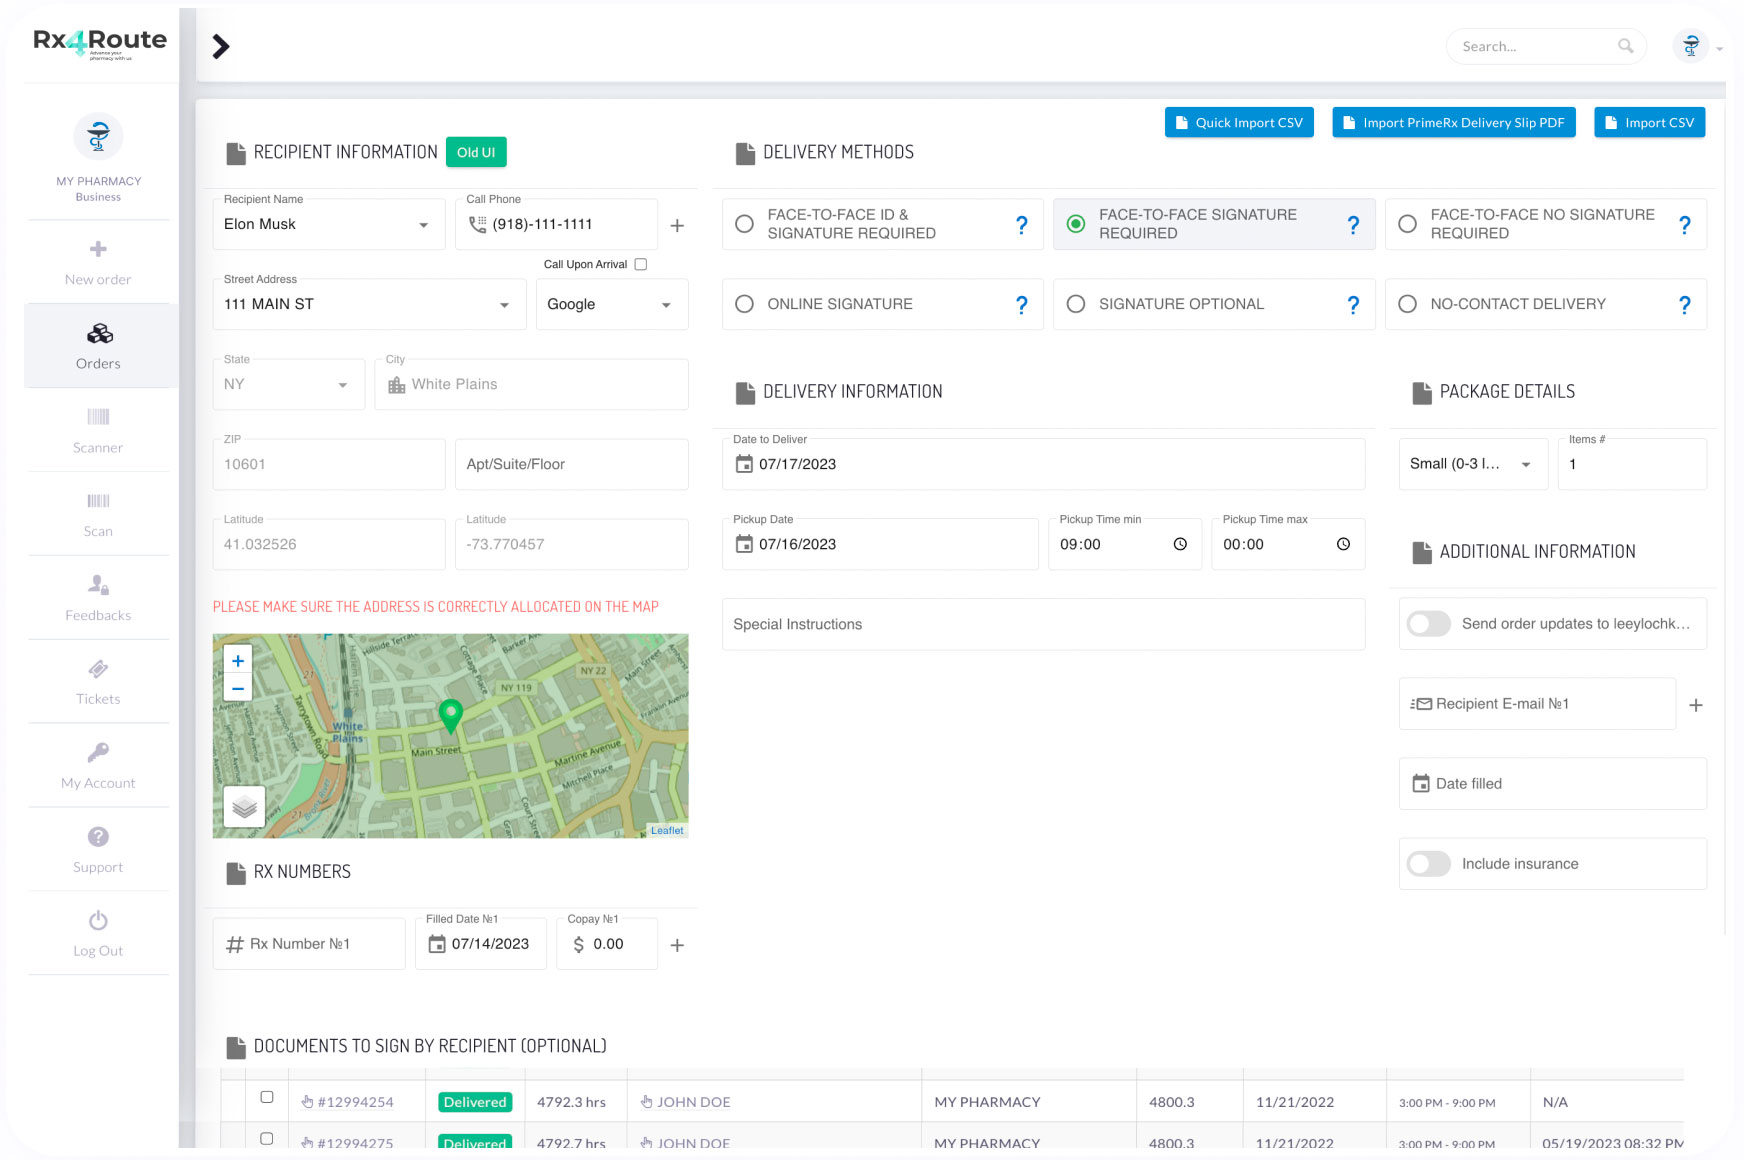 Rx4Route
Advance your
pharmacy with us
Search...
MY PHARMACY
Business
New order
Orders
Scanner
Scan
Feedbacks
Tickets
My Account
Support
Log Out
Quick Import CSV
Import PrimeRx Delivery Slip PDF
Import CSV
RECIPIENT INFORMATION
Old UI
Recipient Name
Elon Musk
Call Phone
(918)-111-1111
Call Upon Arrival
Street Address
111 MAIN ST
Google
State
NY
City
White Plains
ZIP
10601
Apt/Suite/Floor
Latitude
41.032526
Latitude
-73.770457
PLEASE MAKE SURE THE ADDRESS IS CORRECTLY ALLOCATED ON THE MAP
+
−
NY 119
NY 22
White
Plains
Main Street
Martine Avenue
Mitchell Place
Tarrytown Road
Bronx River
Leaflet
RX NUMBERS
Rx Number №1
Filled Date №1
07/14/2023
Copay №1
$ 0.00
DELIVERY METHODS
FACE-TO-FACE ID &
SIGNATURE REQUIRED
?
FACE-TO-FACE SIGNATURE
REQUIRED
?
FACE-TO-FACE NO SIGNATURE
REQUIRED
?
ONLINE SIGNATURE
?
SIGNATURE OPTIONAL
?
NO-CONTACT DELIVERY
?
DELIVERY INFORMATION
Date to Deliver
07/17/2023
Pickup Date
07/16/2023
Pickup Time min
09:00
Pickup Time max
00:00
Special Instructions
PACKAGE DETAILS
Small (0-3 l...
Items #
1
ADDITIONAL INFORMATION
Send order updates to leeylochk...
Recipient E-mail №1
Date filled
Include insurance
DOCUMENTS TO SIGN BY RECIPIENT (OPTIONAL)
#12994254 Delivered 4792.3 hrs JOHN DOE MY PHARMACY 4800.3 11/21/2022 3:00 PM - 9:00 PM N/A
#12994275 Delivered 4792.7 hrs JOHN DOE MY PHARMACY 4800.3 11/21/2022 3:00 PM - 9:00 PM 05/19/2023 08:32 PM